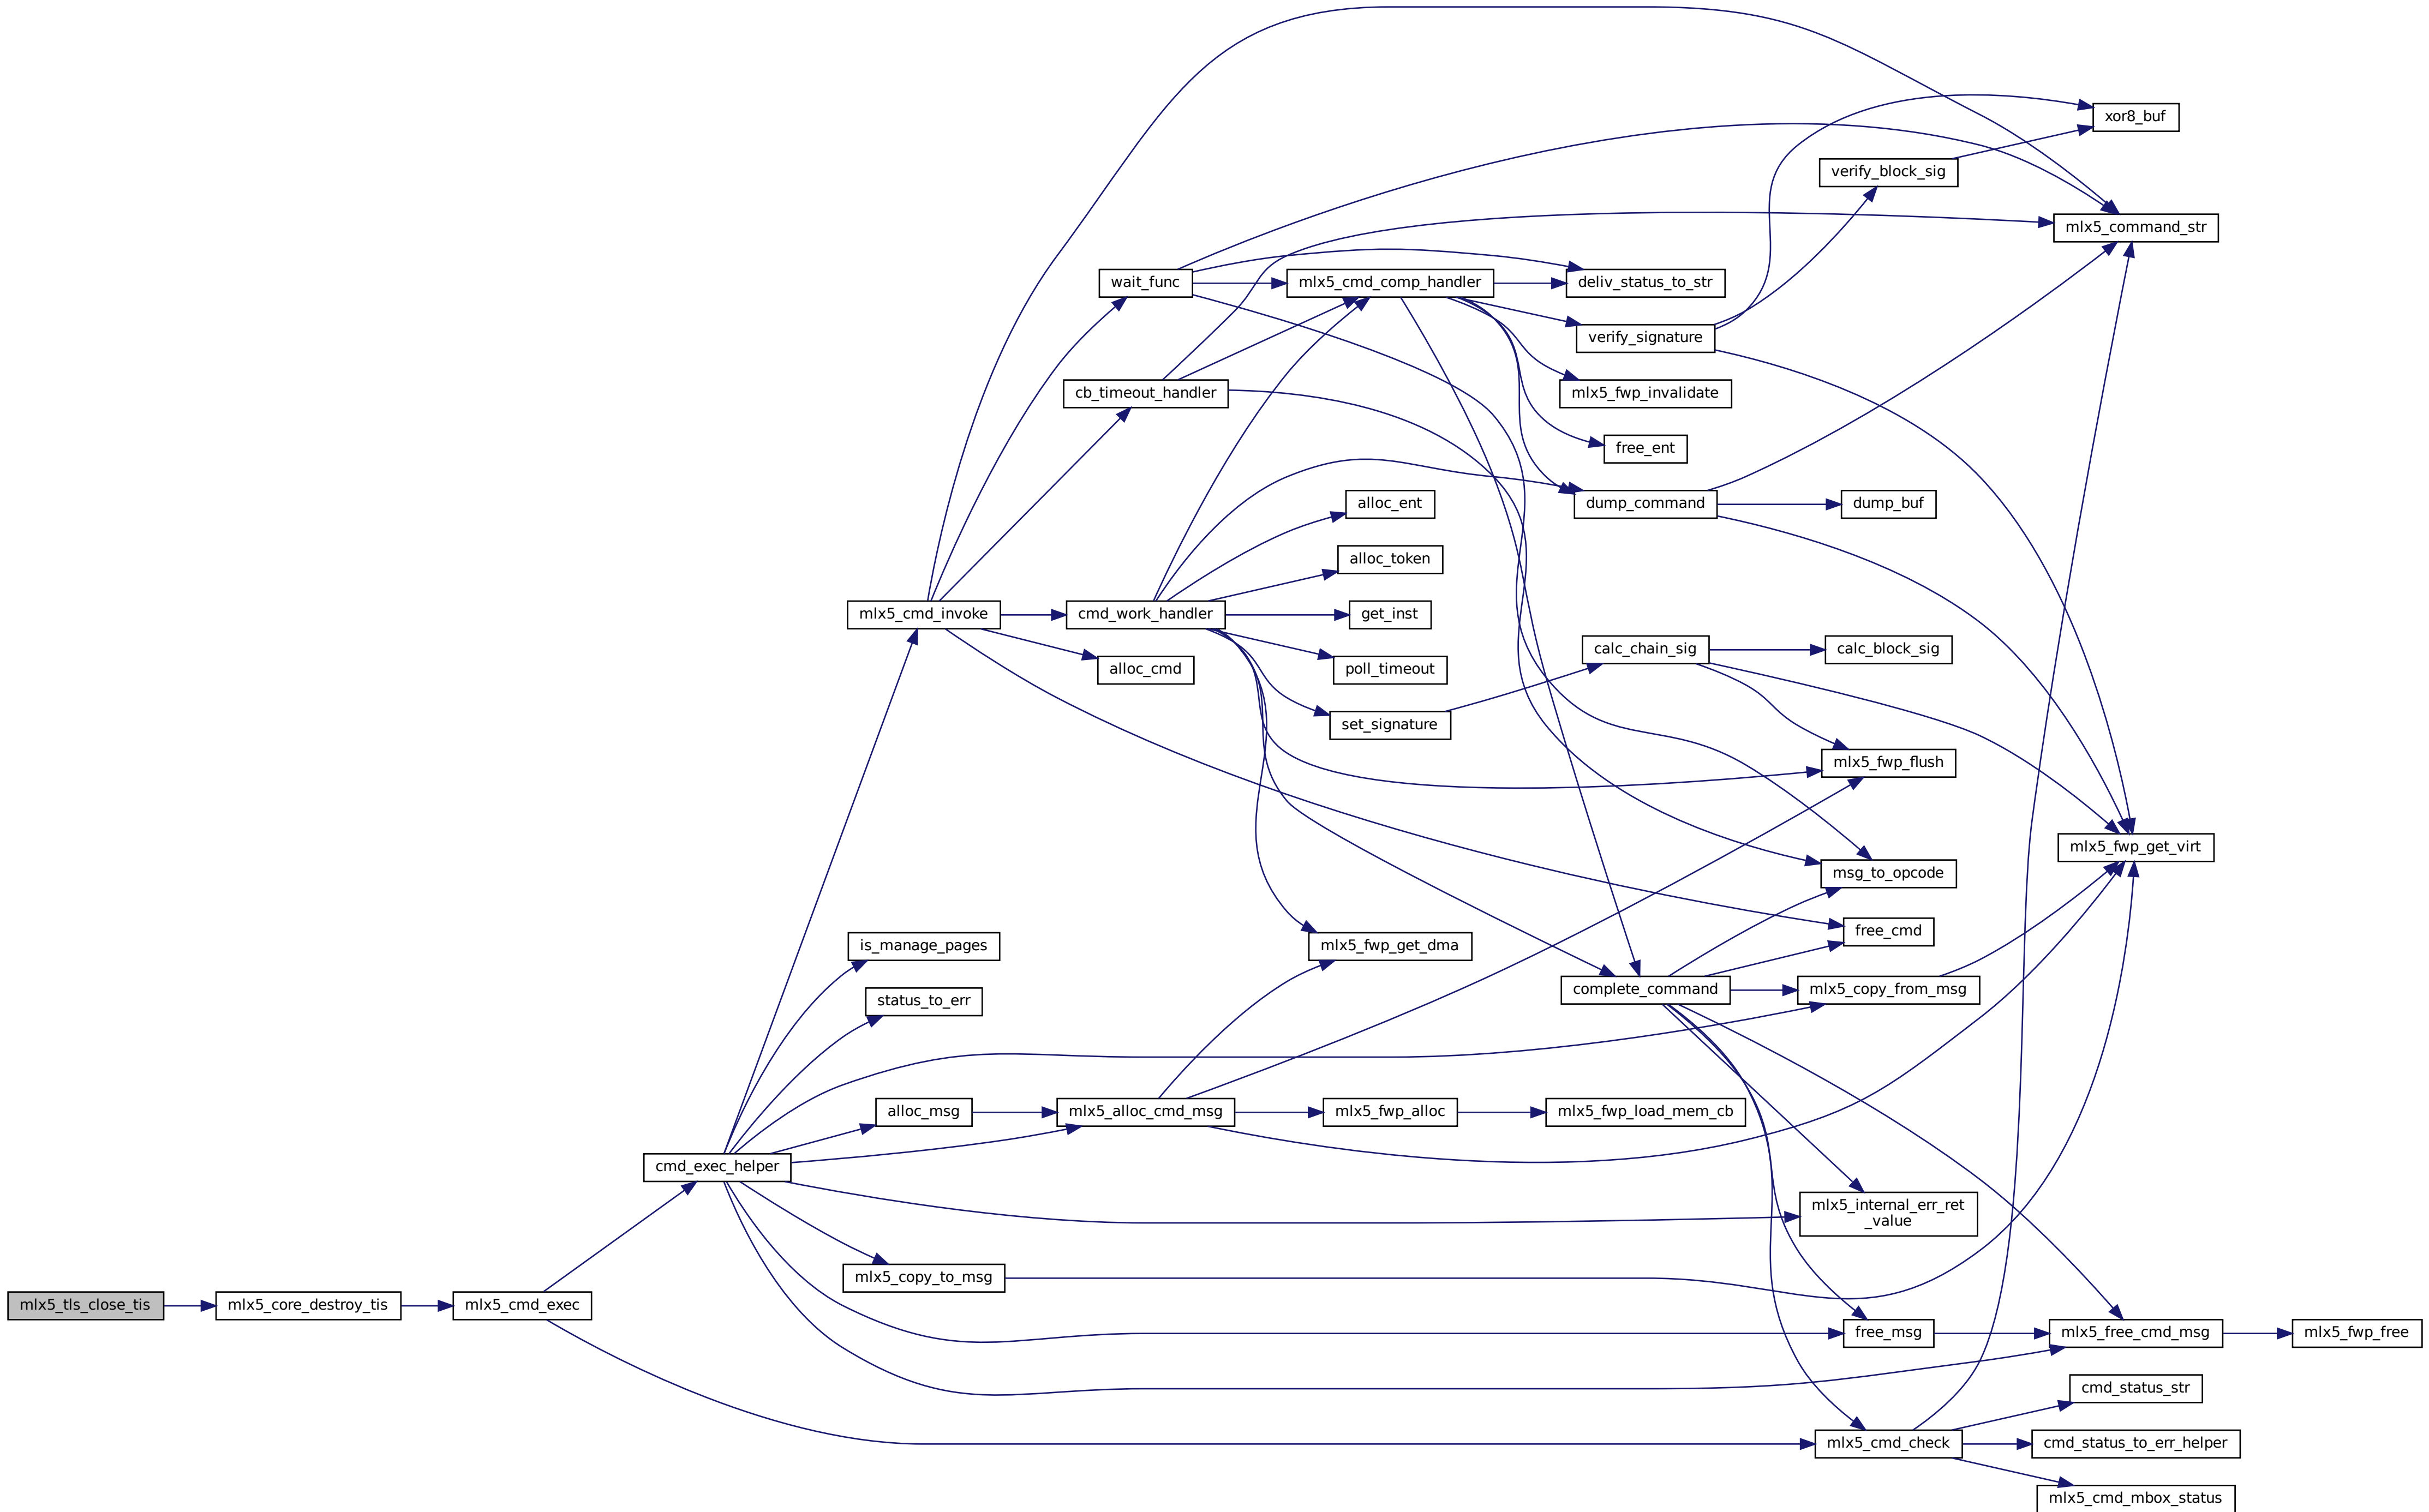 xor8_buf
verify_block_sig
mlx5_command_str
wait_func
mlx5_cmd_comp_handler
deliv_status_to_str
verify_signature
cb_timeout_handler
mlx5_fwp_invalidate
free_ent
alloc_ent
dump_command
dump_buf
alloc_token
mlx5_cmd_invoke
cmd_work_handler
get_inst
calc_chain_sig
calc_block_sig
alloc_cmd
poll_timeout
set_signature
mlx5_fwp_flush
mlx5_fwp_get_virt
msg_to_opcode
free_cmd
is_manage_pages
mlx5_fwp_get_dma
status_to_err
complete_command
mlx5_copy_from_msg
alloc_msg
mlx5_alloc_cmd_msg
mlx5_fwp_alloc
mlx5_fwp_load_mem_cb
cmd_exec_helper
mlx5_internal_err_ret
_value
mlx5_copy_to_msg
mlx5_tls_close_tis
mlx5_core_destroy_tis
mlx5_cmd_exec
free_msg
mlx5_free_cmd_msg
mlx5_fwp_free
cmd_status_str
mlx5_cmd_check
cmd_status_to_err_helper
mlx5_cmd_mbox_status